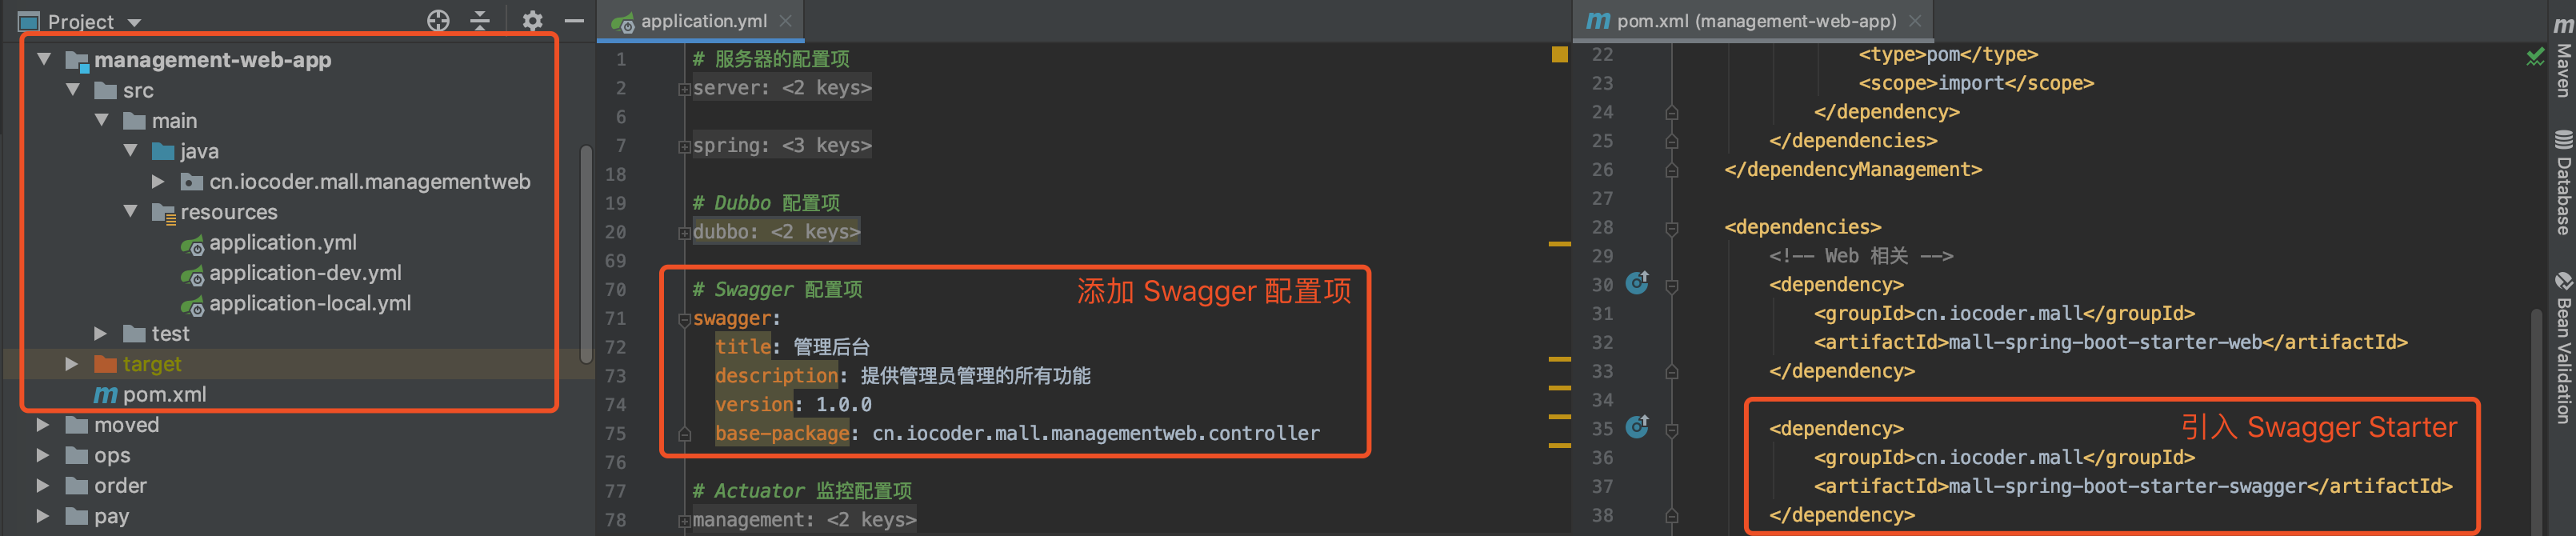 Project
management-web-app
src
main
java
cn.iocoder.mall.managementweb
resources
application.yml
application-dev.yml
application-local.yml
test
target
pom.xml
moved
ops
order
pay
application.yml
1 # 服务器的配置项
2 server: <2 keys>
6
7 spring: <3 keys>
18
19 # Dubbo 配置项
20 dubbo: <2 keys>
69
70 # Swagger 配置项
添加 Swagger 配置项
71 swagger:
72 title: 管理后台
73 description: 提供管理员管理的所有功能
74 version: 1.0.0
75 base-package: cn.iocoder.mall.managementweb.controller
76
77 # Actuator 监控配置项
78 management: <2 keys>
pom.xml (management-web-app)
22 <type>pom</type>
23 <scope>import</scope>
24 </dependency>
25 </dependencies>
26 </dependencyManagement>
27
28 <dependencies>
29 <!-- Web 相关 -->
30 <dependency>
31 <groupId>cn.iocoder.mall</groupId>
32 <artifactId>mall-spring-boot-starter-web</artifactId>
33 </dependency>
34
35 <dependency>
引入 Swagger Starter
36 <groupId>cn.iocoder.mall</groupId>
37 <artifactId>mall-spring-boot-starter-swagger</artifactId>
38 </dependency>
Maven
Database
Bean Validation